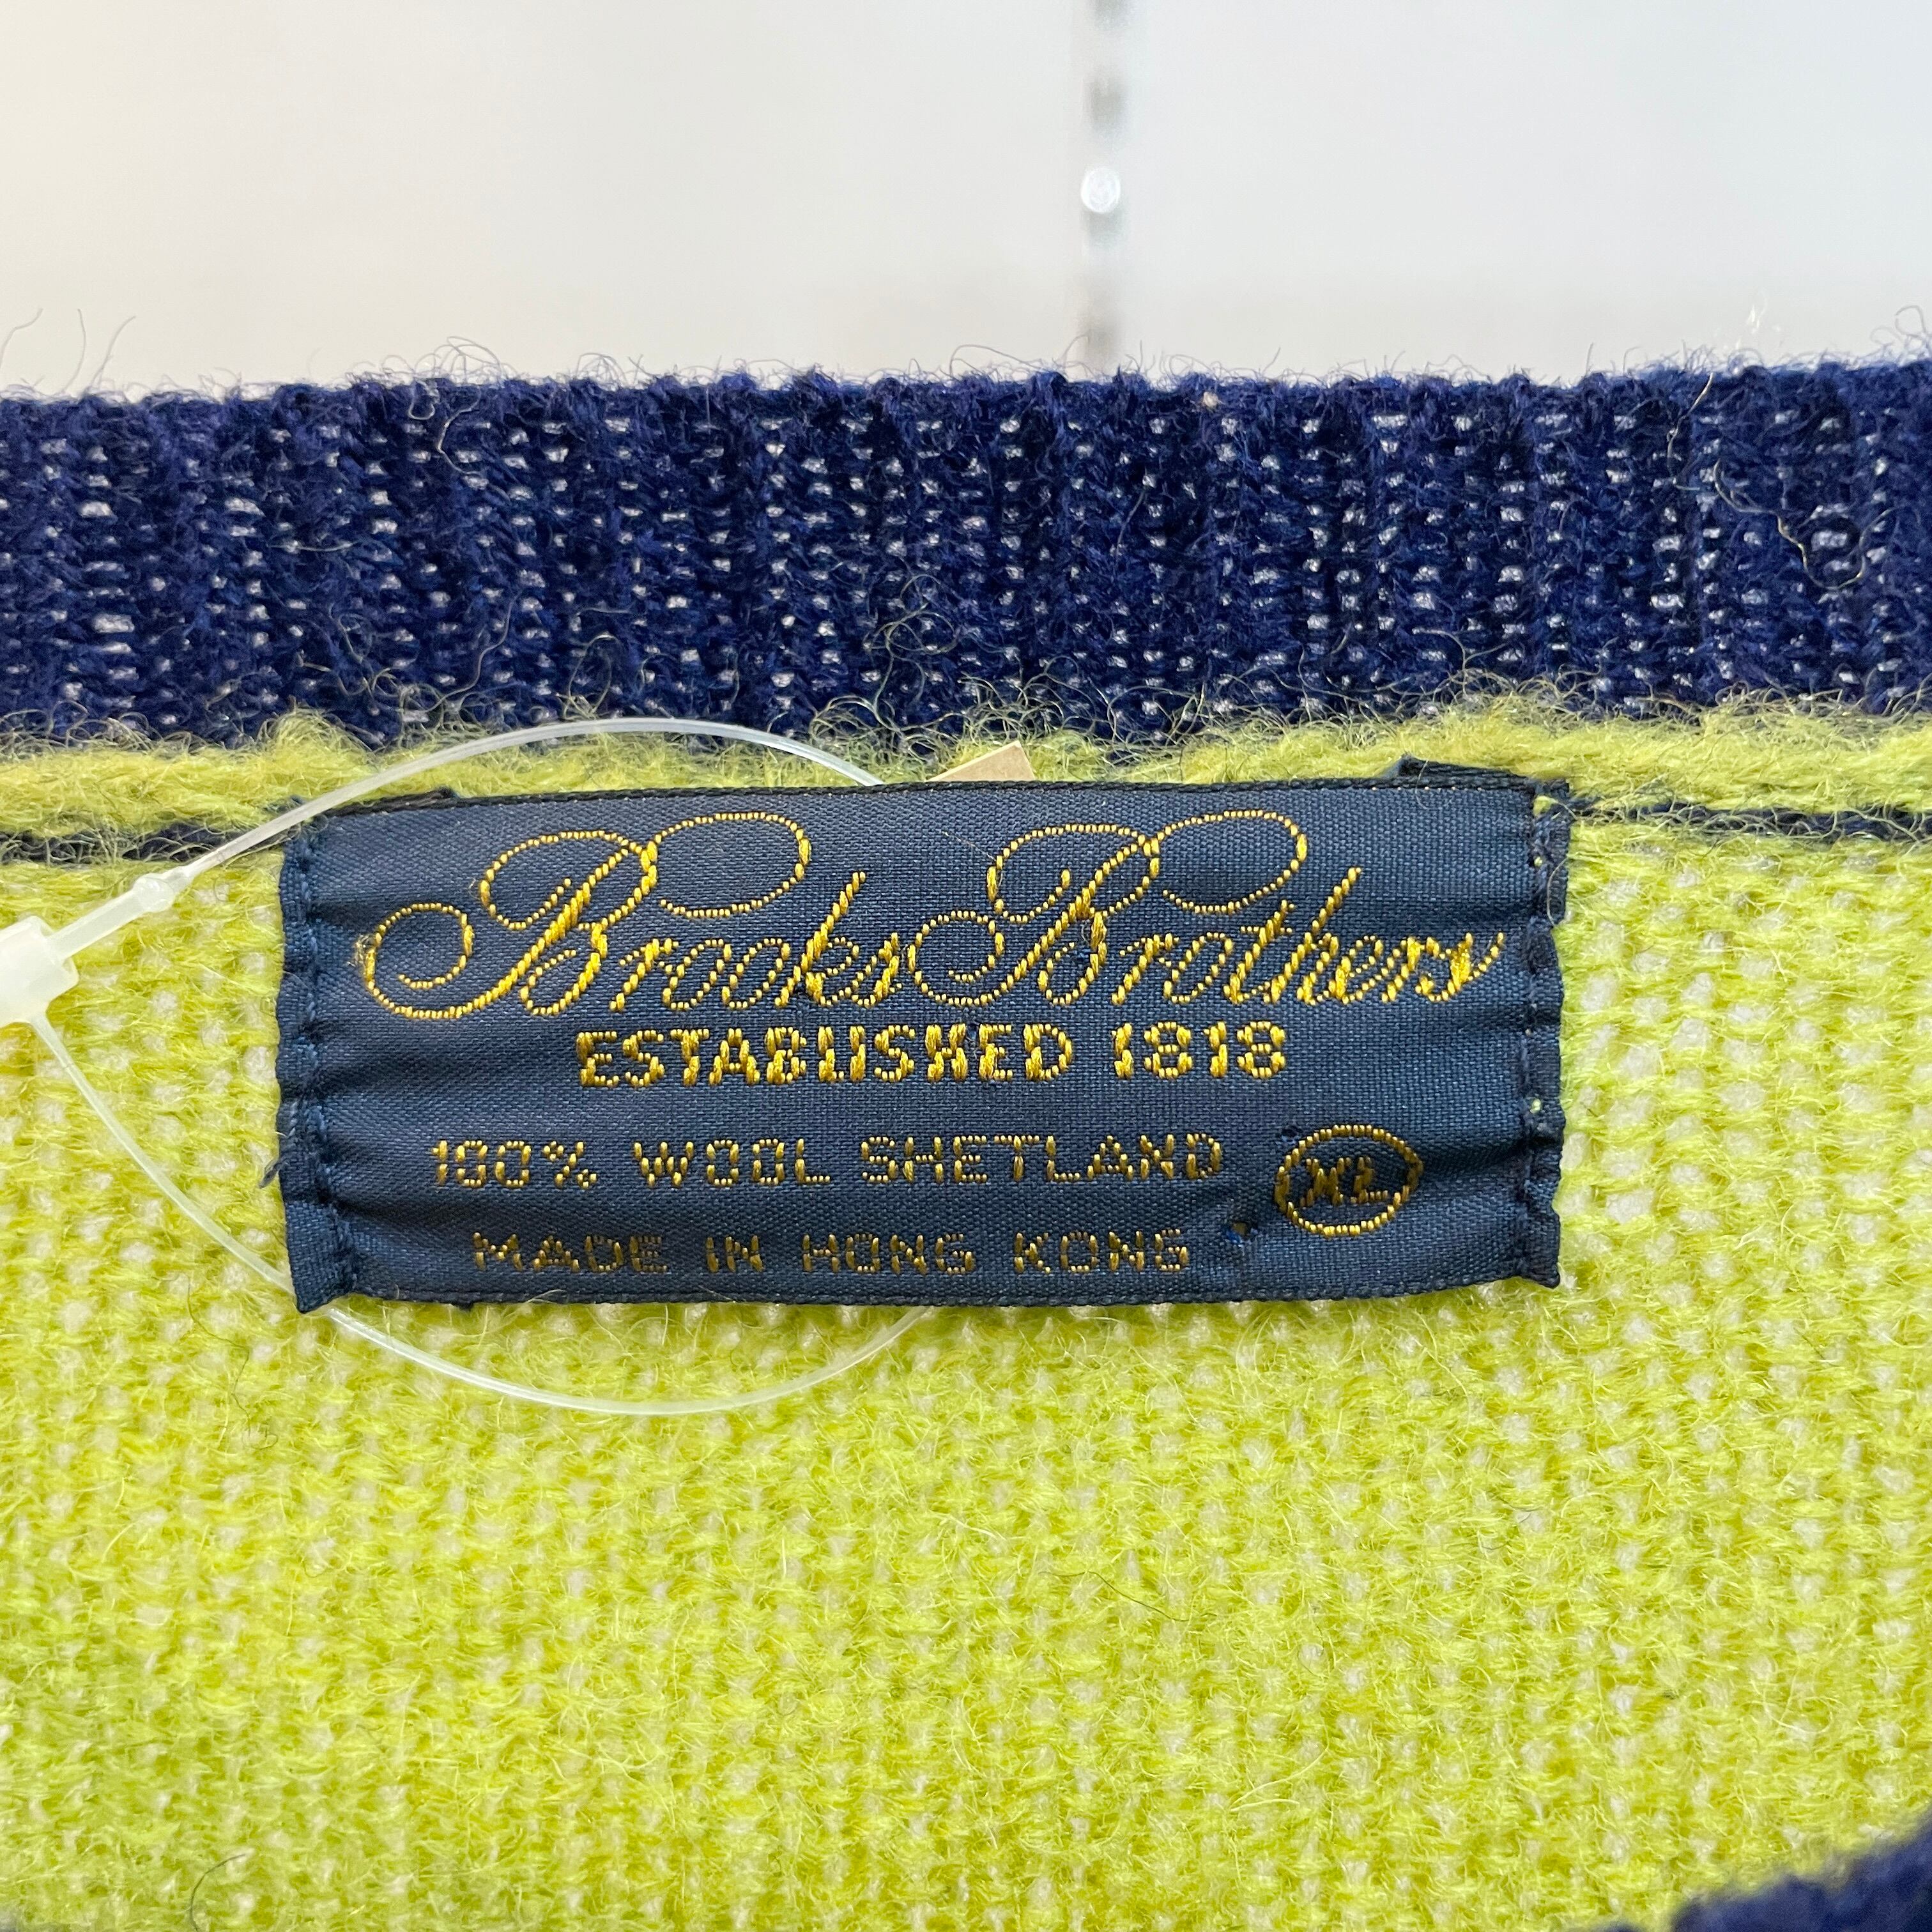 Brooks Brothers
ESTABLISHED 1818
100% WOOL SHETLAND
XL
MADE IN HONG KONG